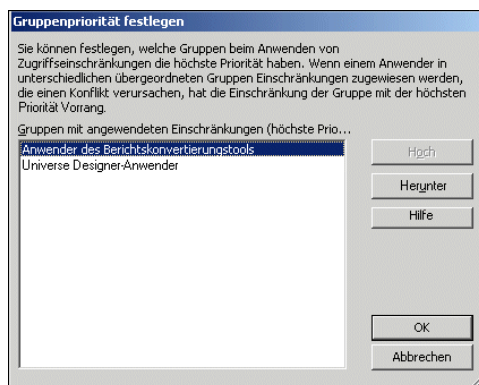 Gruppenpriorität festlegen
Sie können festlegen, welche Gruppen beim Anwenden von
Zugriffseinschränkungen die höchste Priorität haben. Wenn einem Anwender in
unterschiedlichen übergeordneten Gruppen Einschränkungen zugewiesen werden,
die einen Konflikt verursachen, hat die Einschränkung der Gruppe mit der höchsten
Priorität Vorrang.
Gruppen mit angewendeten Einschränkungen (höchste Prio...
Anwender des Berichtskonvertierungstools
Universe Designer-Anwender
Hoch
Herunter
Hilfe
OK
Abbrechen